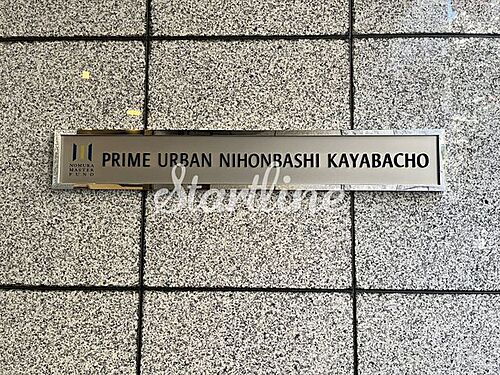 NOMURA
MASTER
FUND
PRIME URBAN NIHONBASHI KAYABACHO
Startline